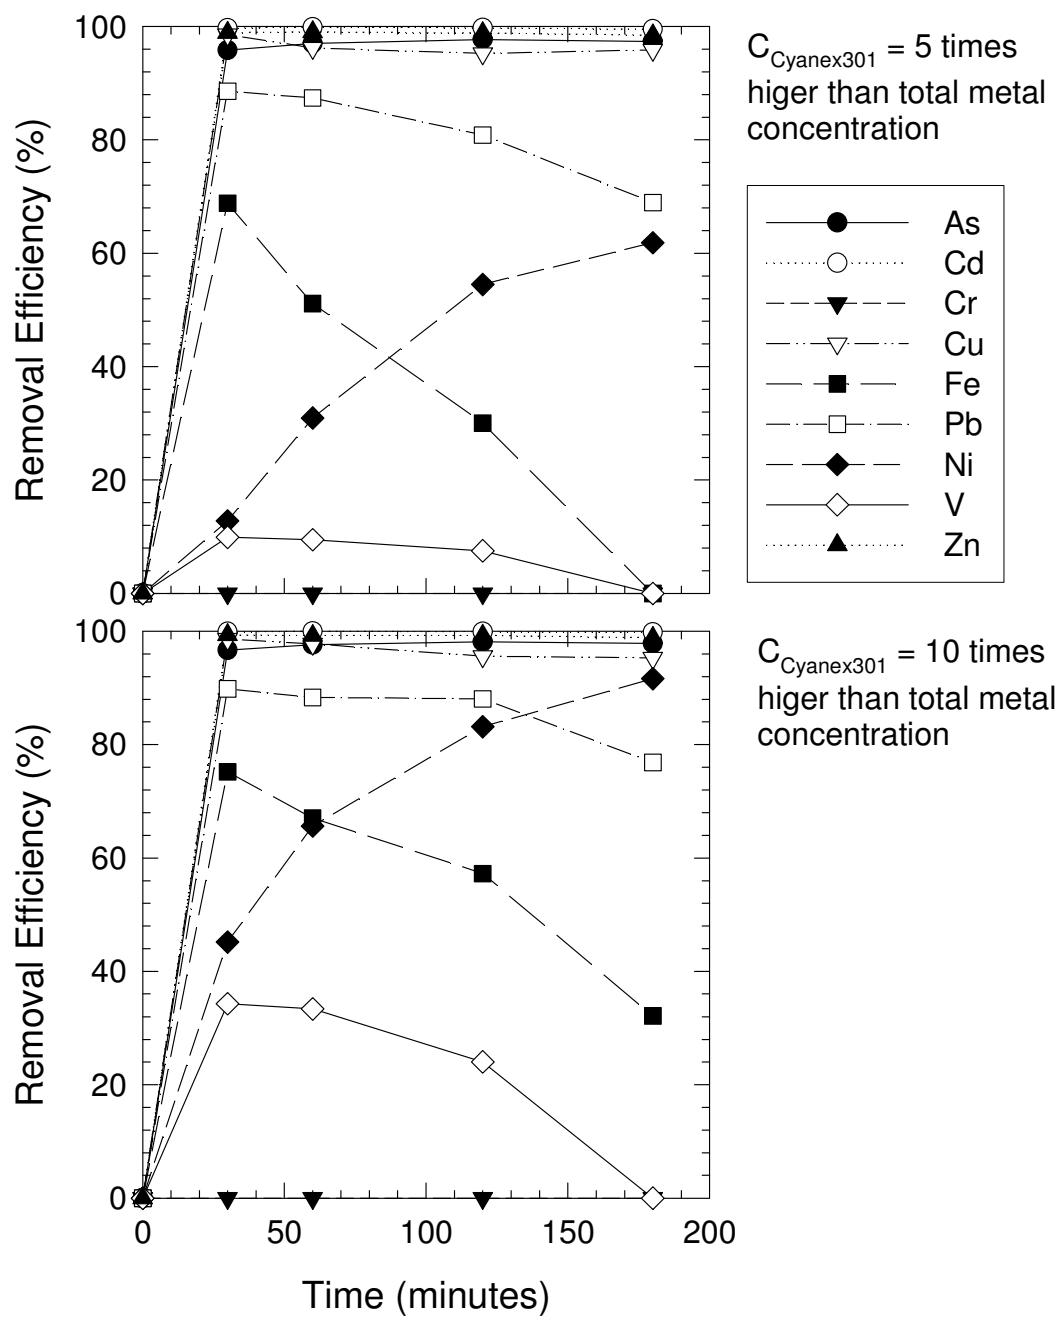 100
80
60
40
20
0
Removal Efficiency (%)
C_Cyanex301 = 5 times
higer than total metal
concentration
As
Cd
Cr
Cu
Fe
Pb
Ni
V
Zn
100
80
60
40
20
0
Removal Efficiency (%)
C_Cyanex301 = 10 times
higer than total metal
concentration
0 50 100 150 200
Time (minutes)